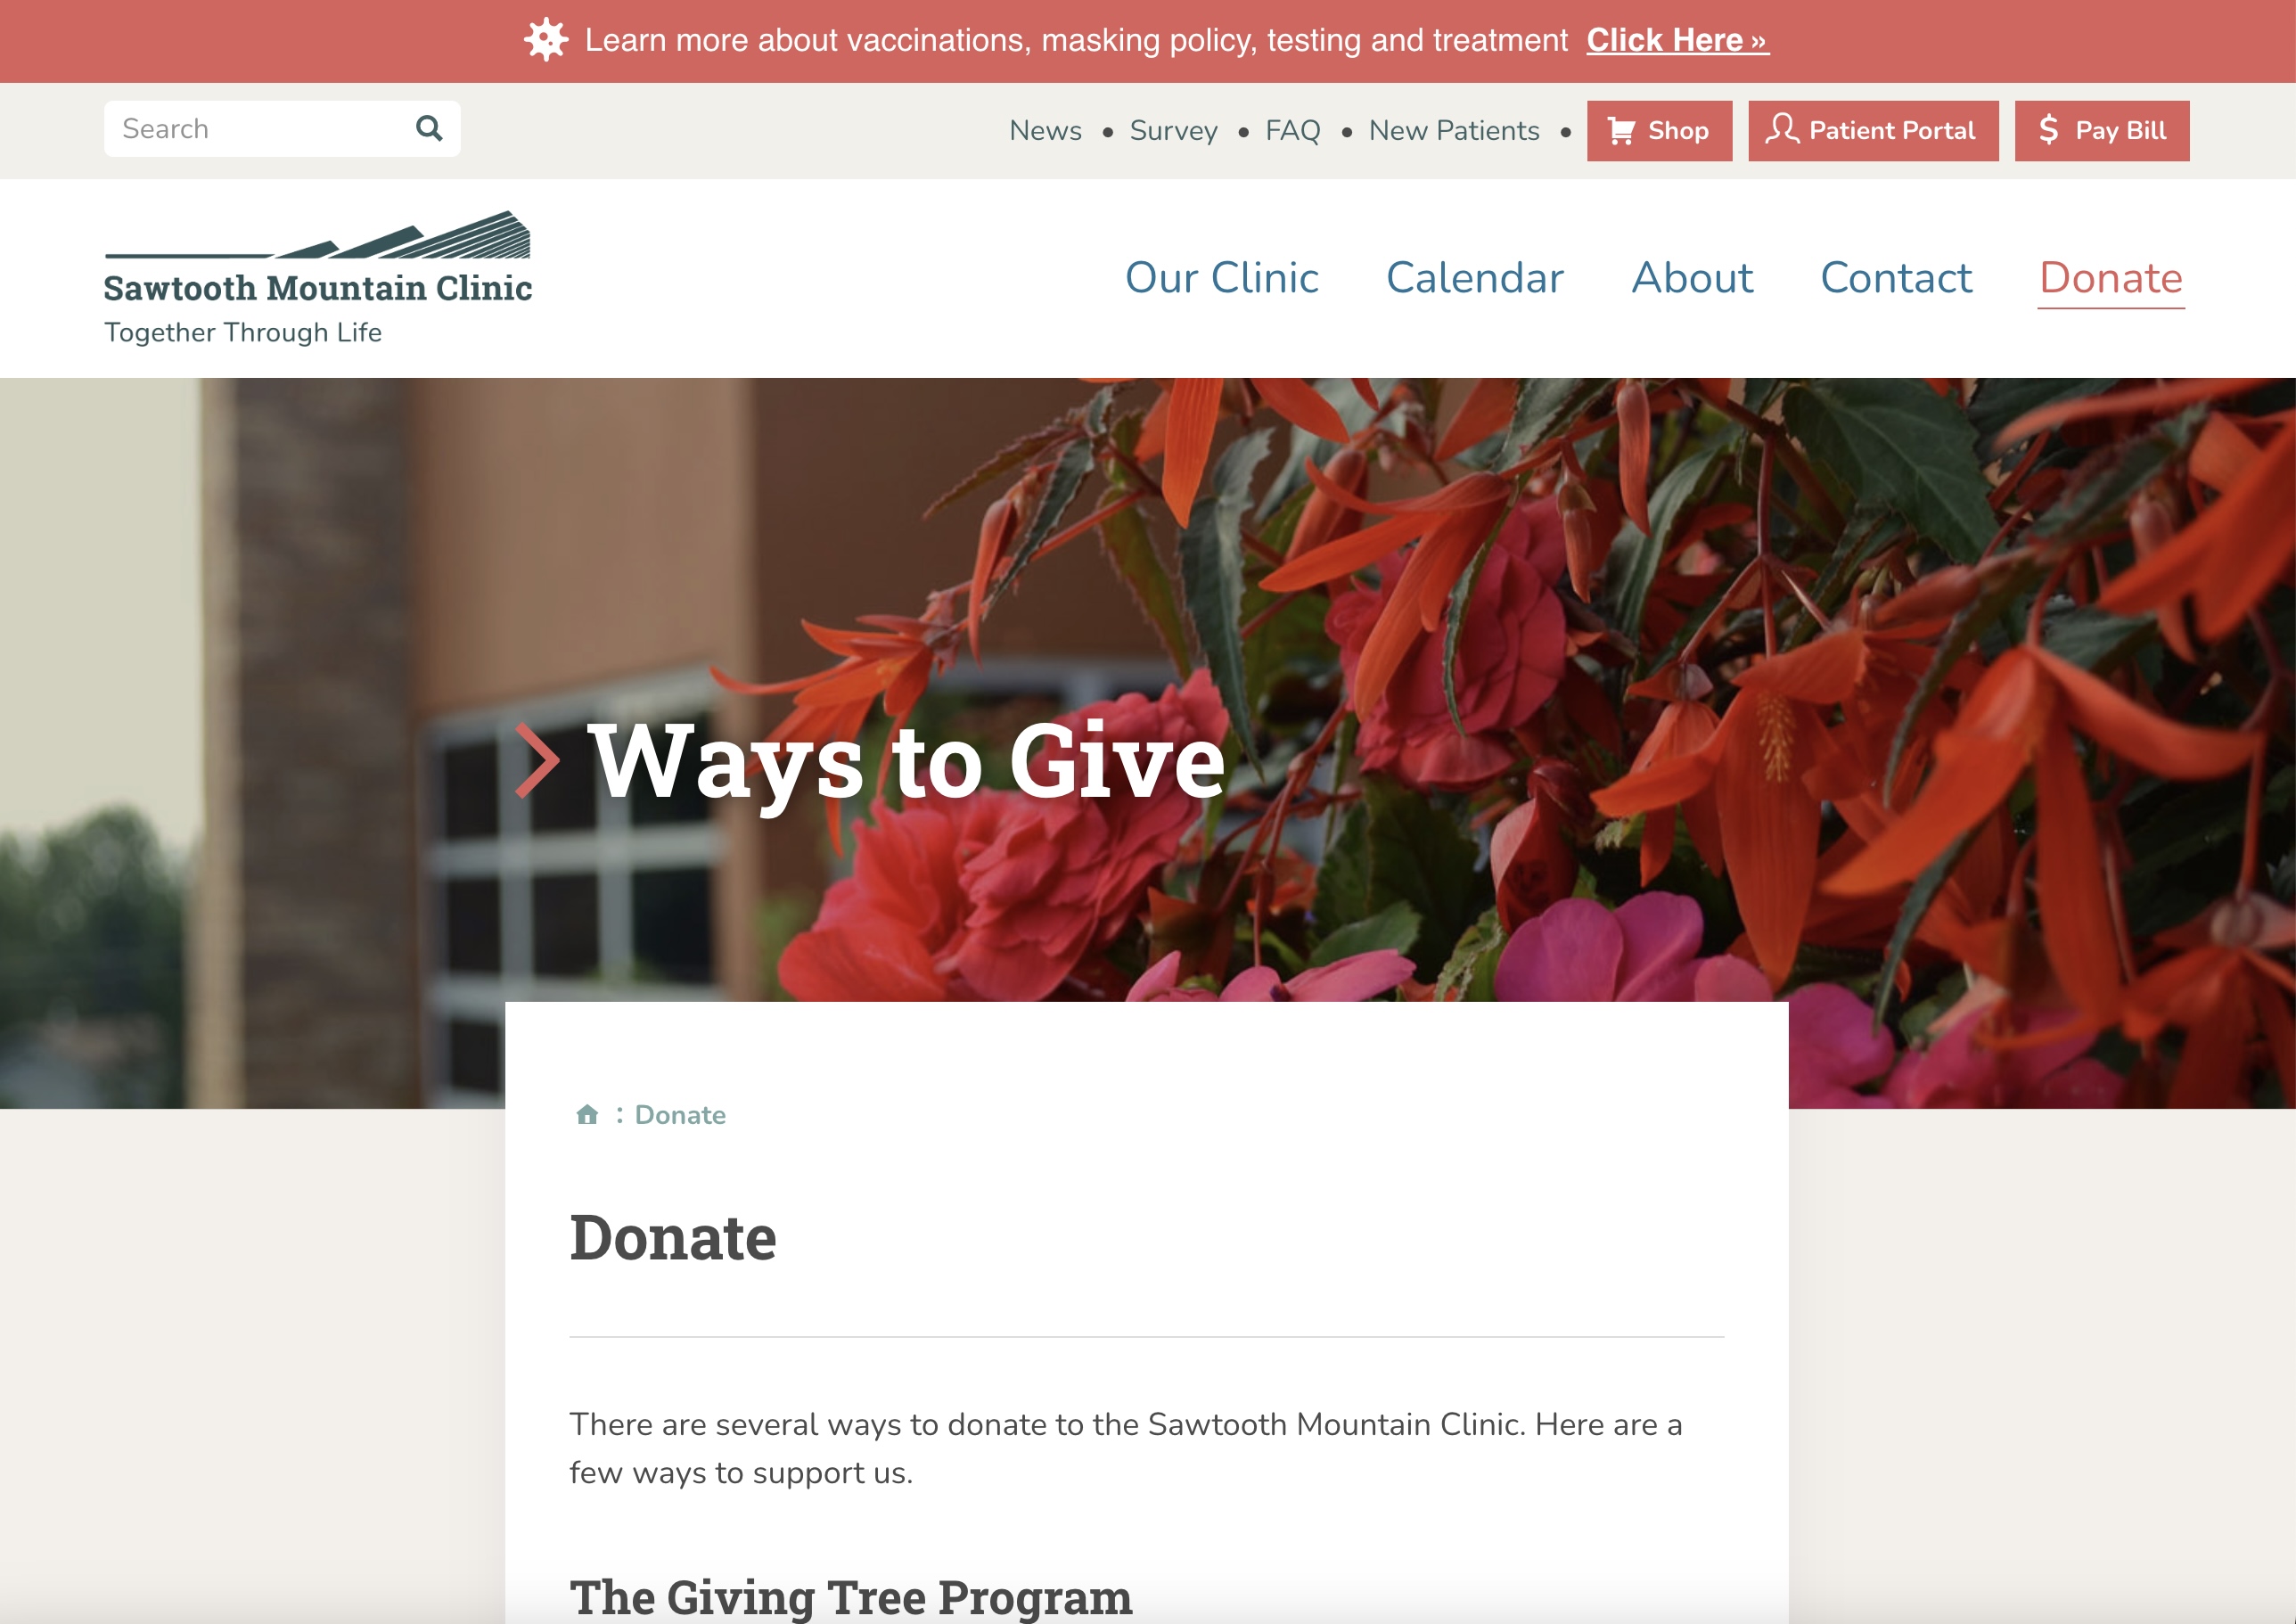 Learn more about vaccinations, masking policy, testing and treatment Click Here »
Search
News • Survey • FAQ • New Patients • Shop Patient Portal $ Pay Bill
Sawtooth Mountain Clinic
Together Through Life
Our Clinic Calendar About Contact Donate
Ways to Give
: Donate
Donate
There are several ways to donate to the Sawtooth Mountain Clinic. Here are a
few ways to support us.
The Giving Tree Program